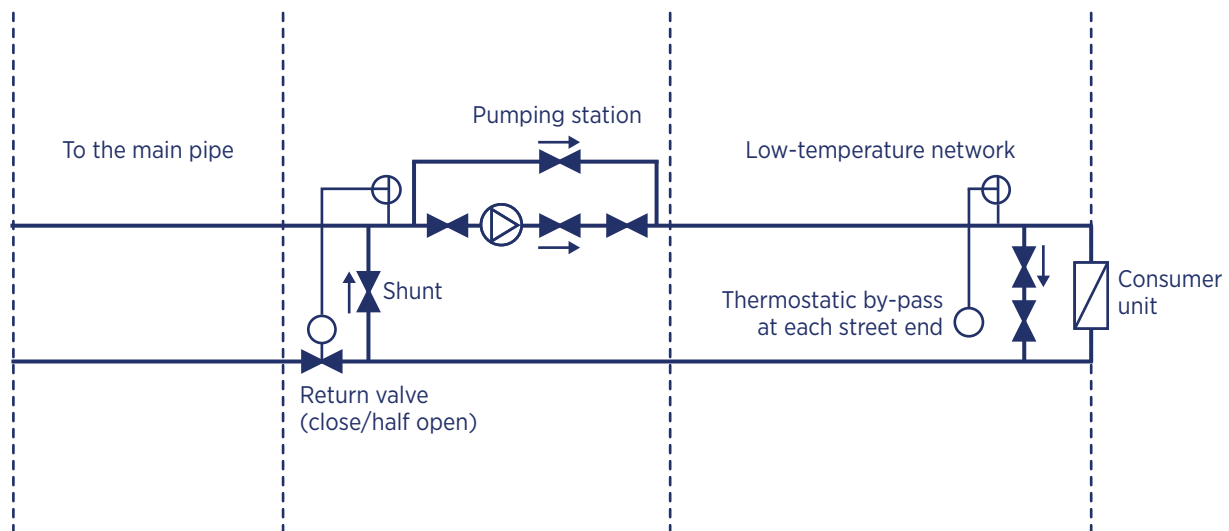 Pumping station
To the main pipe
Low-temperature network
Shunt
Consumer
unit
Thermostatic by-pass
at each street end
Return valve
(close/half open)